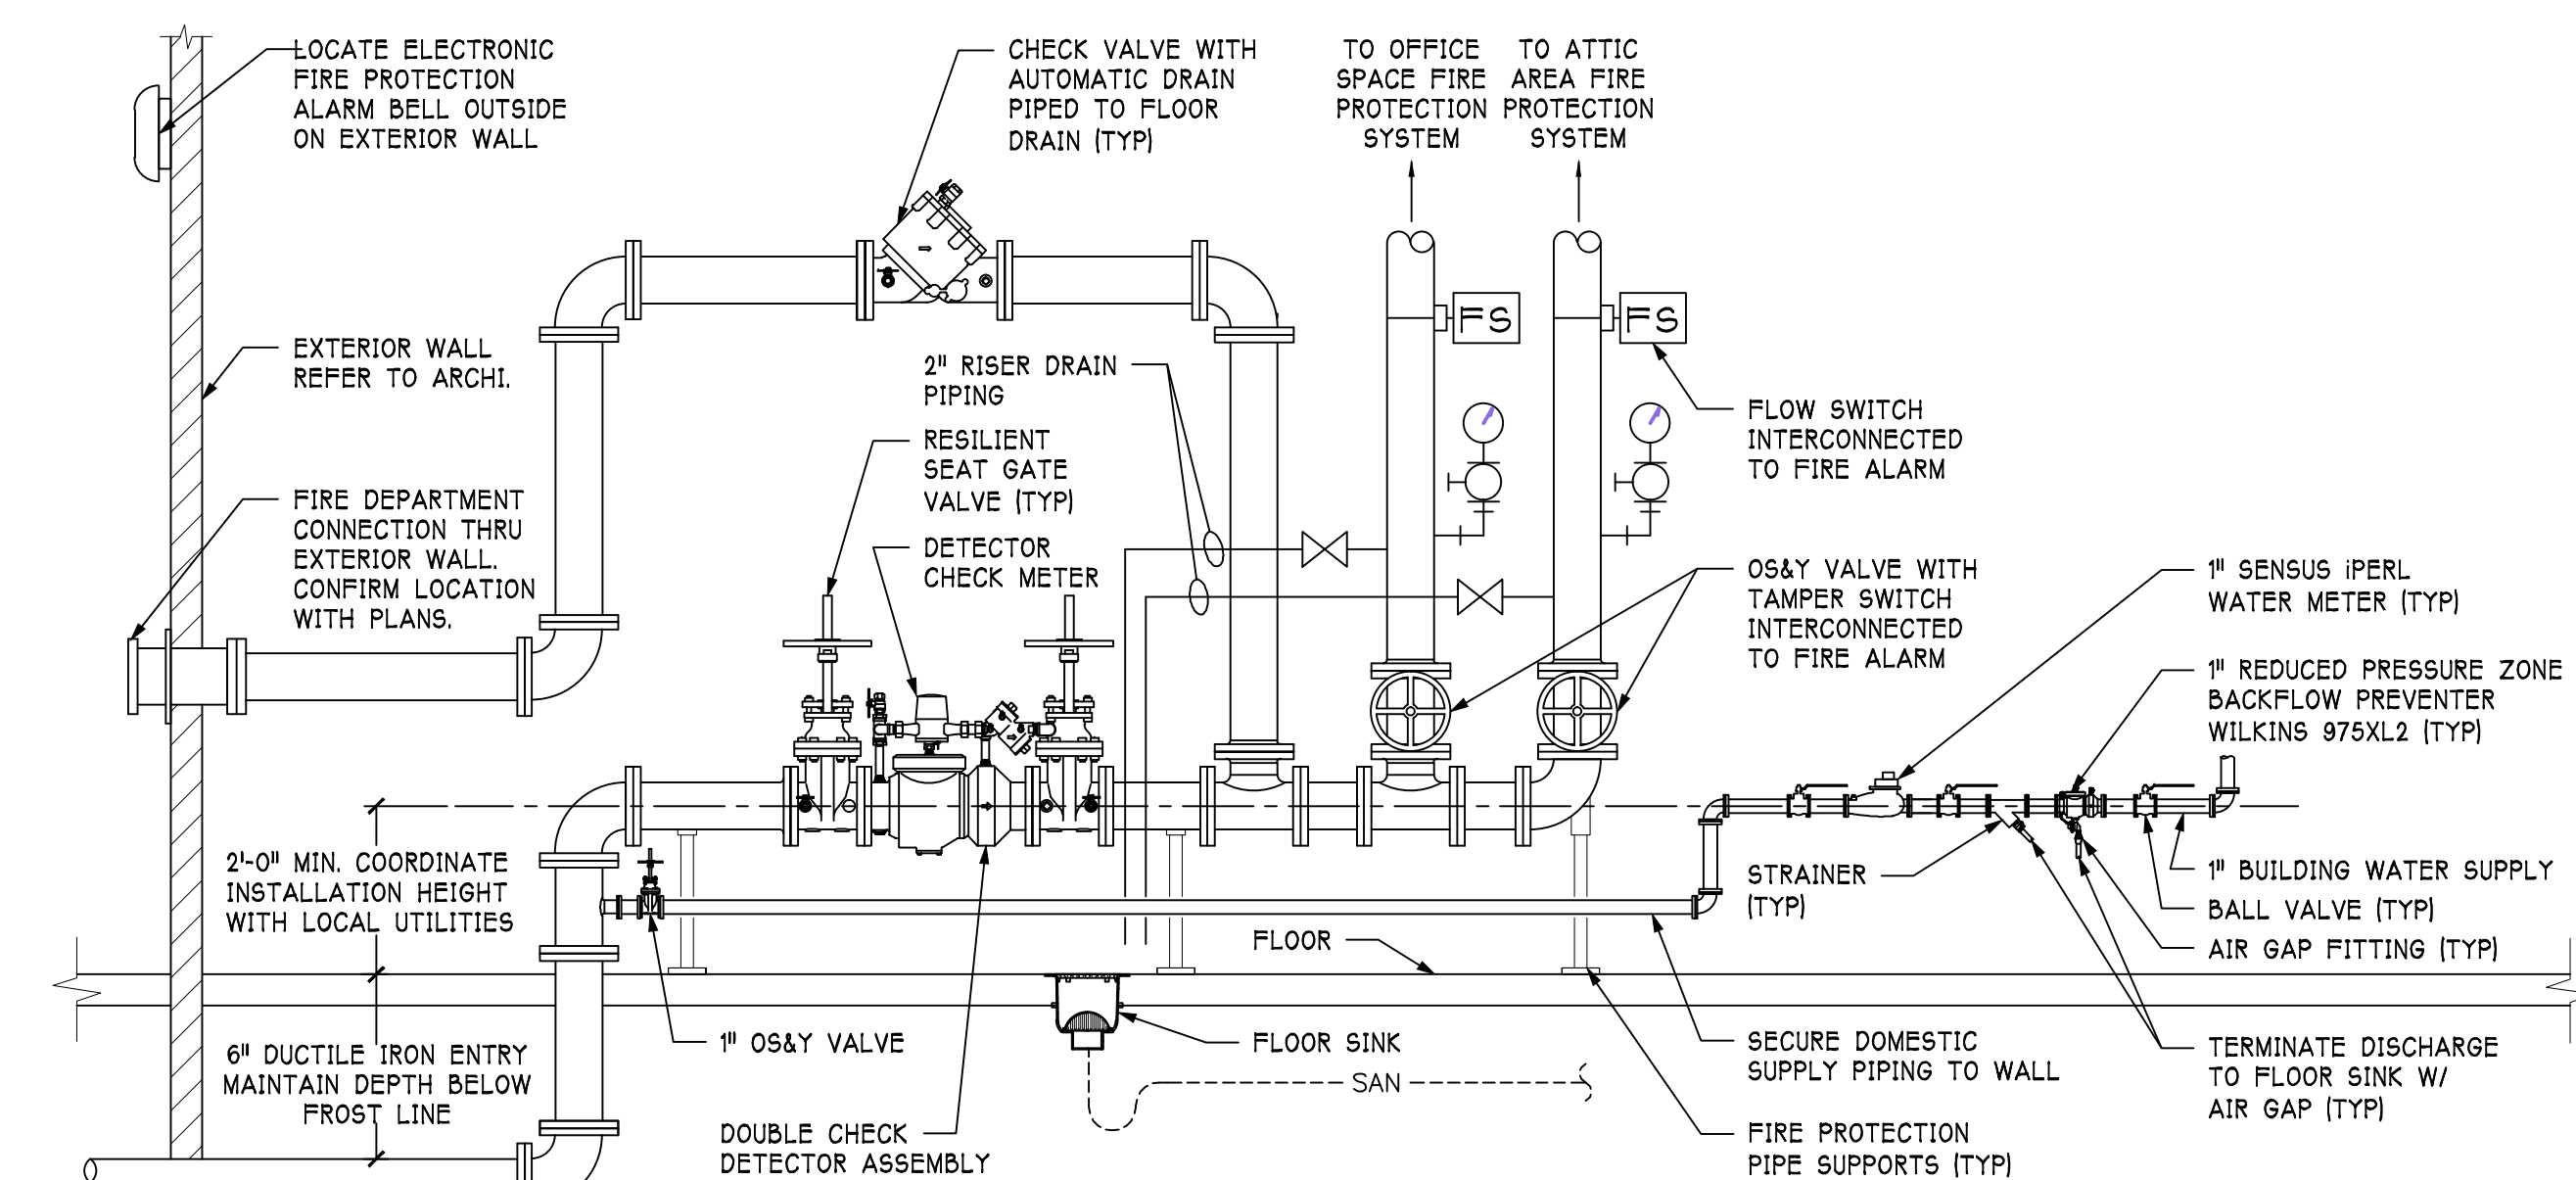 LOCATE ELECTRONIC
FIRE PROTECTION
ALARM BELL OUTSIDE
ON EXTERIOR WALL
CHECK VALVE WITH
AUTOMATIC DRAIN
PIPED TO FLOOR
DRAIN (TYP)
TO OFFICE
SPACE FIRE
PROTECTION
SYSTEM
TO ATTIC
AREA FIRE
PROTECTION
SYSTEM
FS
FS
EXTERIOR WALL
REFER TO ARCHI.
2" RISER DRAIN
PIPING
FLOW SWITCH
INTERCONNECTED
TO FIRE ALARM
RESILIENT
SEAT GATE
VALVE (TYP)
FIRE DEPARTMENT
CONNECTION THRU
EXTERIOR WALL.
CONFIRM LOCATION
WITH PLANS.
DETECTOR
CHECK METER
OS&Y VALVE WITH
TAMPER SWITCH
INTERCONNECTED
TO FIRE ALARM
1" SENSUS iPERL
WATER METER (TYP)
1" REDUCED PRESSURE ZONE
BACKFLOW PREVENTER
WILKINS 975XL2 (TYP)
2'-0" MIN. COORDINATE
INSTALLATION HEIGHT
WITH LOCAL UTILITIES
STRAINER
(TYP)
1" BUILDING WATER SUPPLY
BALL VALVE (TYP)
AIR GAP FITTING (TYP)
FLOOR
6" DUCTILE IRON ENTRY
MAINTAIN DEPTH BELOW
FROST LINE
1" OS&Y VALVE
FLOOR SINK
SECURE DOMESTIC
SUPPLY PIPING TO WALL
TERMINATE DISCHARGE
TO FLOOR SINK W/
AIR GAP (TYP)
SAN
DOUBLE CHECK
DETECTOR ASSEMBLY
FIRE PROTECTION
PIPE SUPPORTS (TYP)